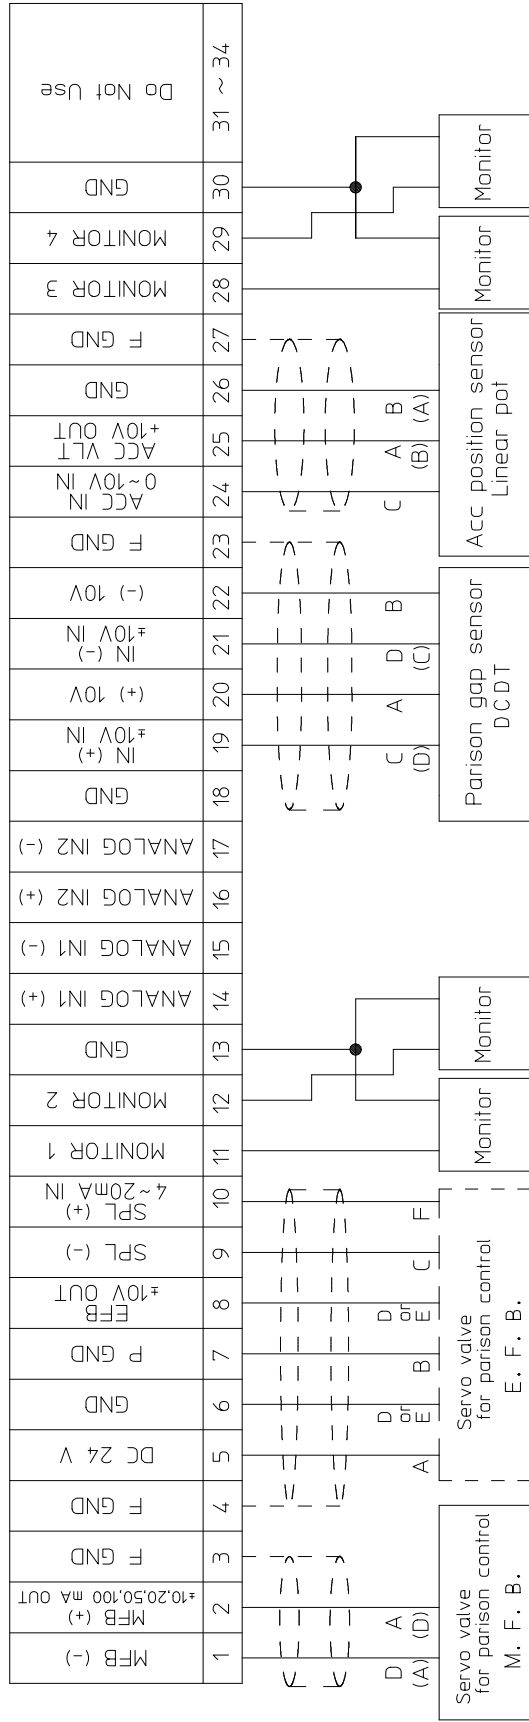 Do Not Use
31 ~ 34
GND
30
MONITOR 4
29
MONITOR 3
28
F GND
27
GND
26
ACC VLT
+10V OUT
25
ACC IN
0~10V IN
24
F GND
23
(-) 10V
22
IN (-)
±10V IN
21
(+) 10V
20
IN (+)
±10V IN
19
GND
18
ANALOG IN2 (-)
17
ANALOG IN2 (+)
16
ANALOG IN1 (-)
15
ANALOG IN1 (+)
14
GND
13
MONITOR 2
12
MONITOR 1
11
SPL (+)
4~20mA IN
10
SPL (-)
9
EFB
±10V OUT
8
P GND
7
GND
6
DC 24 V
5
F GND
4
F GND
3
MFB (+)
±10,20,50,100 mA OUT
2
MFB (-)
1
Monitor
Monitor
B
(A)
A
(B)
C
Acc position sensor
Linear pot
B
D
(C)
A
C
(D)
Parison gap sensor
DCDT
Monitor
Monitor
F
C
D
or
E
B
D
or
E
A
Servo valve
for parison control
E. F. B.
A
(D)
D
(A)
Servo valve
for parison control
M. F. B.